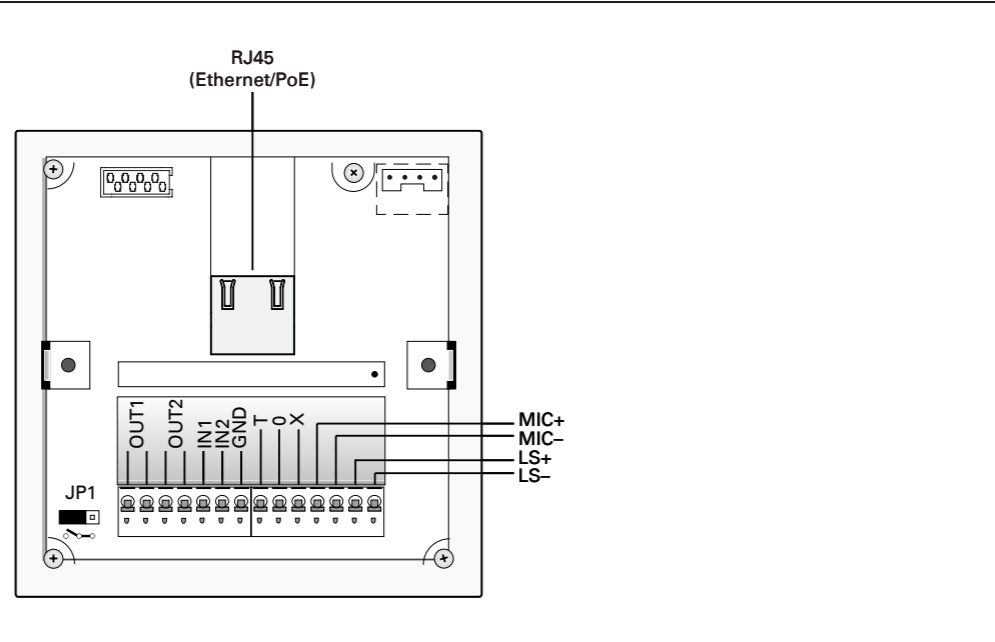 RJ45
(Ethernet/PoE)
OUT1
OUT2
IN1
IN2
GND
T
0
X
MIC+
MIC–
LS+
LS–
JP1